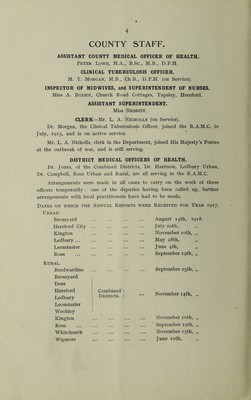 4
COUNTY STAFF.
ASSISTANT COUNTY MEDICAL OFFICER OF HEALTH.
PETER LOWE, M.A., B.Sc., M.B., D.P.H.
CLINICAL TUBERCULOSIS OFFICER.
H. T. MORGAN, M.B., Ch.B., D.P.H. (on Service).
INSPECTOR OF MIDWIVES, and SUPERINTENDENT OF NURSES.
Miss A. BODEN, Church Road Cottages, Tupsley, Hereford.
ASSISTANT SUPERINTENDENT.
Miss NESBITT.
CLERK—Mr. L. A. NICHOLLS (on Service).
Dr. Morgan, the Clinical Tuberculosis Officer, joined the R.A.M.C. in
July, 1915, and is on active service.
Mr. L. A. Nicholls, clerk in the Department, joined His Majesty's Forces
at the outbreak of war, and is still serving.
DISTRICT MEDICAL OFFICERS OF HEALTH.
Dr. Jones, of the Combined Districts, Dr. Harrison, Ledbury Urban,
Dr. Campbell, Ross Urban and Rural, are all serving in the R.A.M.C.
Arrangements were made in all cases to carry on the work of these
officers temporarily; one of the deputies having been called up, further
arrangements with local practitioners have had to be made.
DATES ON WHICH THE ANNUAL REPORTS WERE RECEIVED FOR YEAR 1917.
URBAN.
Bromyard ... ... ... ... August 14th, 1918.
Hereford City ... ... ... ... July 10th, „
Kington ... ... ... ... November 10th, „
Ledbury ... ... ... ... ... May 28th, „
Leominster ... ... ... ... June 4th, „
Ross ... ... ... ... September 19th, „
RURAL.
Bredwardine ... ... ... ... September 13th, „
Bromyard
Dore
Hereford Combined
Ledbury Districts ... November 14th, „
Leominster
Weobley
Kington ... ... ... ... November 10th, „
Ross ... ... ... ... September 19th, „
Whitchurch ... ... ... ... November 13th, „
Wigmore ... ... ... ... June 10th, „